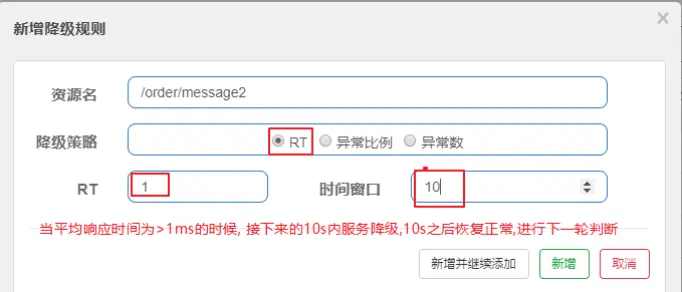 新增降级规则
×
资源名 /order/message2
降级策略 RT 异常比例 异常数
RT 1 时间窗口 10
当平均响应时间为>1ms的时候, 接下来的10s内服务降级,10s之后恢复正常,进行下一轮判断
新增并继续添加 新增 取消